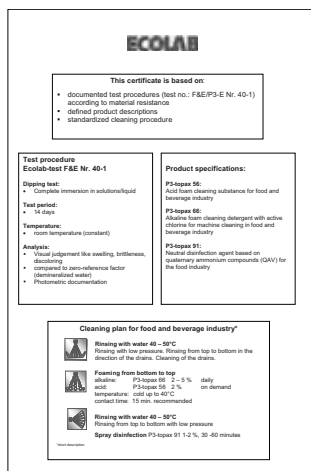 ECOLAB
This certificate is based on:
• documented test procedures (test no.: F&E/P3-E Nr. 40-1)
according to material resistance
• defined product descriptions
• standardized cleaning procedure
Test procedure
Ecolab-test F&E Nr. 40-1
Dipping test:
• Complete immersion in solutions/liquid
Test period:
• 14 days
Temperature:
• room temperature (constant)
Analysis:
• Visual judgement like swelling, brittleness,
discoloring
• compared to zero-reference factor
(demineralized water)
• Photometric documentation
Product specifications:
P3-topax 56:
Acid foam cleaning substance for food and
beverage industry
P3-topax 66:
Alkaline foam cleaning detergent with active
chlorine for machine cleaning in food and
beverage industry
P3-topax 91:
Neutral disinfection agent based on
quaternary ammonium compounds (QAV) for
the food industry
Cleaning plan for food and beverage industry*
Rinsing with water 40 – 50°C
Rinsing with low pressure. Rinsing from top to bottom in the
direction of the drains. Cleaning of the drains.
Foaming from bottom to top
alkaline: P3-topax 66 2 – 5 % daily
acid: P3-topax 56 2 % on demand
temperature: cold up to 40°C
contact time: 15 min. recommended
Rinsing with water 40 – 50°C
Rinsing from top to bottom with low pressure
Spray disinfection P3-topax 91 1-2 %, 30 -60 minutes
*short description